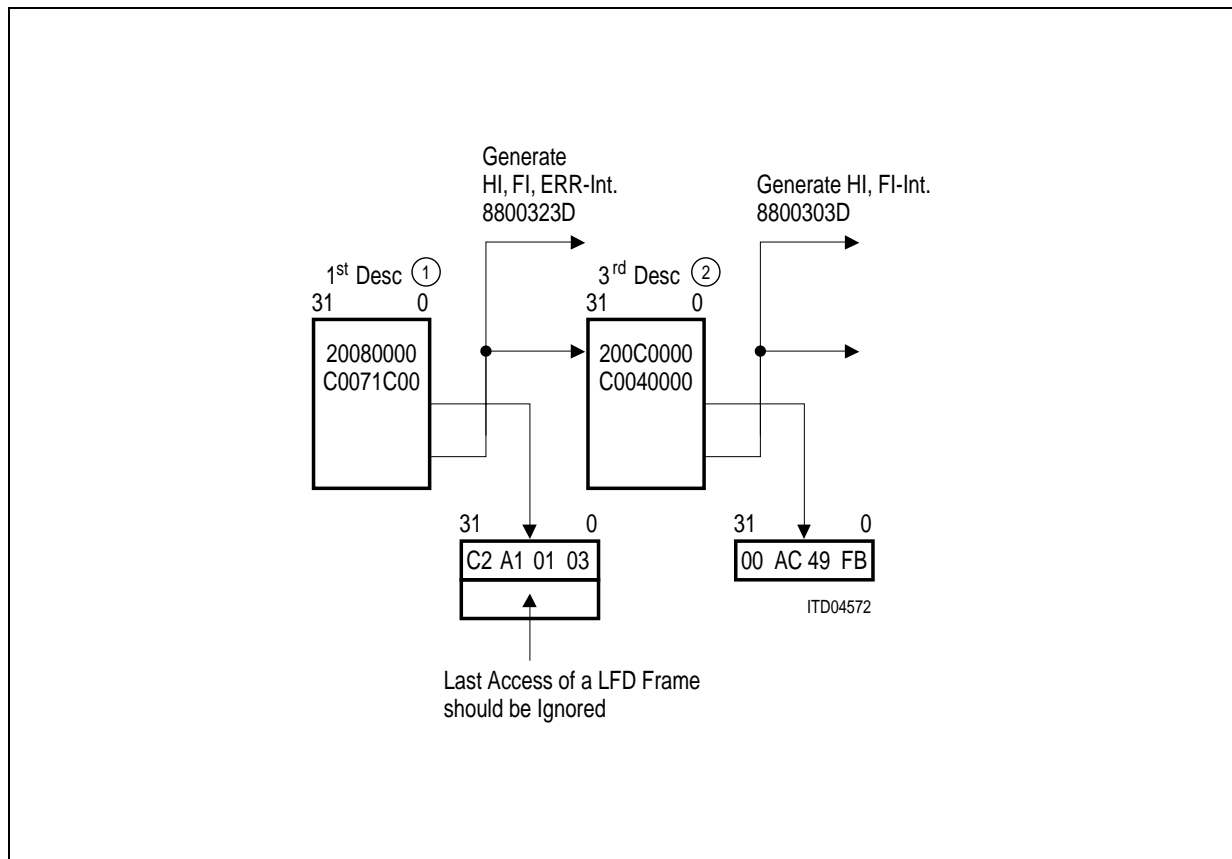 Generate
HI, FI, ERR-Int.
8800323D
Generate HI, FI-Int.
8800303D
1st Desc 1
31 0
20080000
C0071C00
3rd Desc 2
31 0
200C0000
C0040000
31 0
C2 A1 01 03
31 0
00 AC 49 FB
ITD04572
Last Access of a LFD Frame
should be Ignored